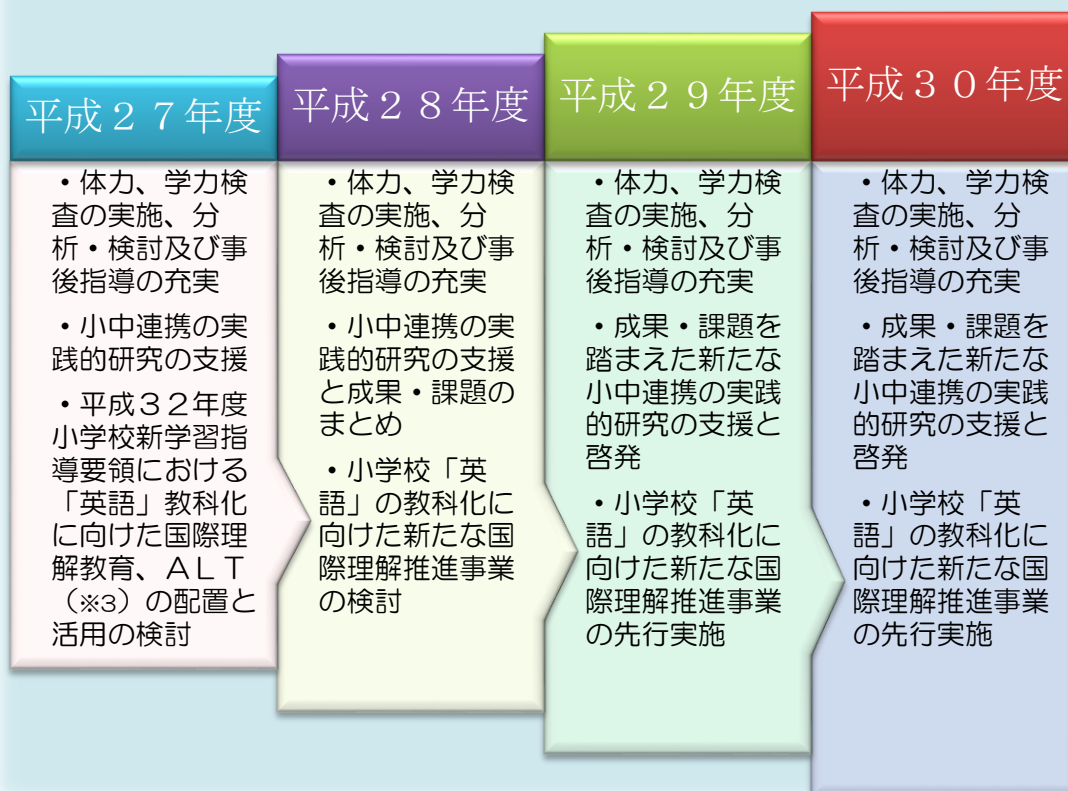 平成２７年度
・体力、学力検
査の実施、分
析・検討及び事
後指導の充実
・小中連携の実
践的研究の支援
・平成３２年度
小学校新学習指
導要領における
「英語」教科化
に向けた国際理
解教育、ＡＬＴ
（※3）の配置と
活用の検討
平成２８年度
・体力、学力検
査の実施、分
析・検討及び事
後指導の充実
・小中連携の実
践的研究の支援
と成果・課題の
まとめ
・小学校「英
語」の教科化に
向けた新たな国
際理解推進事業
の検討
平成２９年度
・体力、学力検
査の実施、分
析・検討及び事
後指導の充実
・成果・課題を
踏まえた新たな
小中連携の実践
的研究の支援と
啓発
・小学校「英
語」の教科化に
向けた新たな国
際理解推進事業
の先行実施
平成３０年度
・体力、学力検
査の実施、分
析・検討及び事
後指導の充実
・成果・課題を
踏まえた新たな
小中連携の実践
的研究の支援と
啓発
・小学校「英
語」の教科化に
向けた新たな国
際理解推進事業
の先行実施